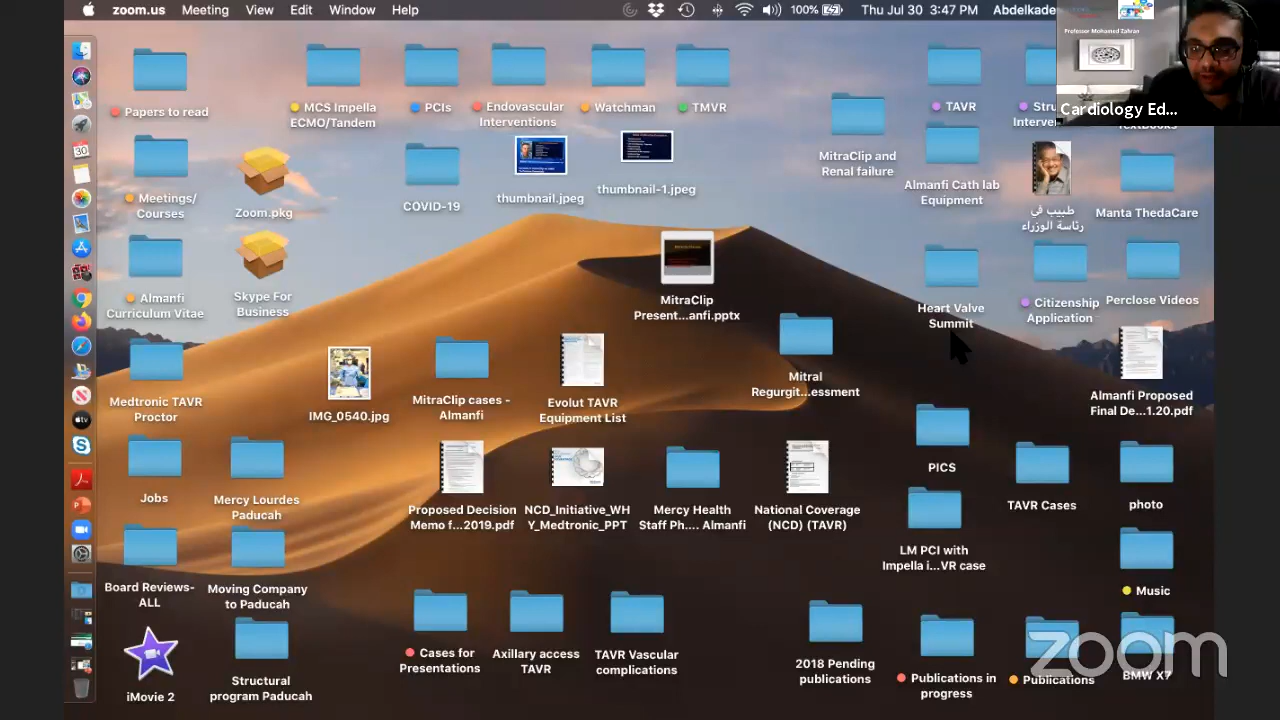 zoom.us Meeting View Edit Window Help
100% Thu Jul 30 3:47 PM Abdelkade
Professor Mohamed Zahran
Cardiology Ed...
Papers to read
MCS Impella
ECMO/Tandem
PCIs
Endovascular
Interventions
Watchman
TMVR
TAVR
Stru
Interve
TextBooks
Meetings/
Courses
Zoom.pkg
COVID-19
thumbnail.jpeg
thumbnail-1.jpeg
MitraClip and
Renal failure
Almanfi Cath lab
Equipment
طبيب في
رئاسة الوزراء
Manta ThedaCare
30
Almanfi
Curriculum Vitae
Skype For
Business
MitraClip
Present...anfi.pptx
Heart Valve
Summit
Citizenship
Application
Perclose Videos
Medtronic TAVR
Proctor
IMG_0540.jpg
MitraClip cases -
Almanfi
Evolut TAVR
Equipment List
Mitral
Regurgit...essment
Almanfi Proposed
Final De...1.20.pdf
Jobs
Mercy Lourdes
Paducah
Proposed Decision
Memo f...2019.pdf
NCD_Initiative_WH
Y_Medtronic_PPT
Mercy Health
Staff Ph.... Almanfi
National Coverage
(NCD) (TAVR)
PICS
TAVR Cases
photo
Board Reviews-
ALL
Moving Company
to Paducah
LM PCI with
Impella i...VR case
Music
iMovie 2
Structural
program Paducah
Cases for
Presentations
Axillary access
TAVR
TAVR Vascular
complications
2018 Pending
publications
Publications in
progress
Publications
BMW X7
zoom